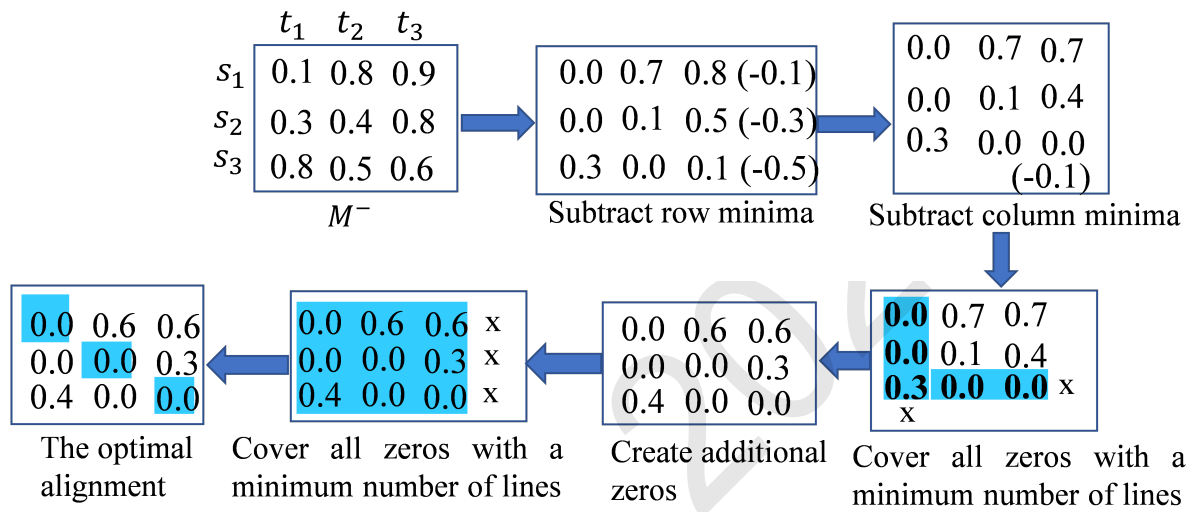 t₁ t₂ t₃
s₁ 0.1 0.8 0.9
s₂ 0.3 0.4 0.8
s₃ 0.8 0.5 0.6
M⁻
0.0 0.7 0.8 (-0.1)
0.0 0.1 0.5 (-0.3)
0.3 0.0 0.1 (-0.5)
Subtract row minima
0.0 0.7 0.7
0.0 0.1 0.4
0.3 0.0 0.0
(-0.1)
Subtract column minima
0.0 0.7 0.7
0.0 0.1 0.4
0.3 0.0 0.0 x
x
Cover all zeros with a
minimum number of lines
0.0 0.6 0.6
0.0 0.0 0.3
0.4 0.0 0.0
Create additional
zeros
0.0 0.6 0.6 x
0.0 0.0 0.3 x
0.4 0.0 0.0 x
Cover all zeros with a
minimum number of lines
0.0 0.6 0.6
0.0 0.0 0.3
0.4 0.0 0.0
The optimal
alignment